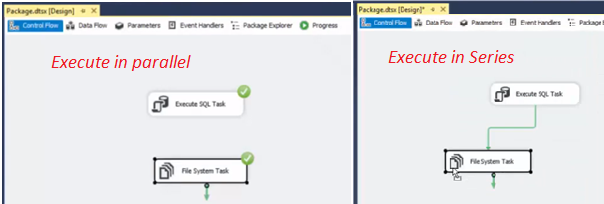 Package.dtsx [Design]
Control Flow Data Flow Parameters Event Handlers Package Explorer Progress
Execute in parallel
Execute SQL Task
File System Task
Package.dtsx [Design]*
Control Flow Data Flow Parameters Event Handlers Package
Execute in Series
Execute SQL Task
File System Task